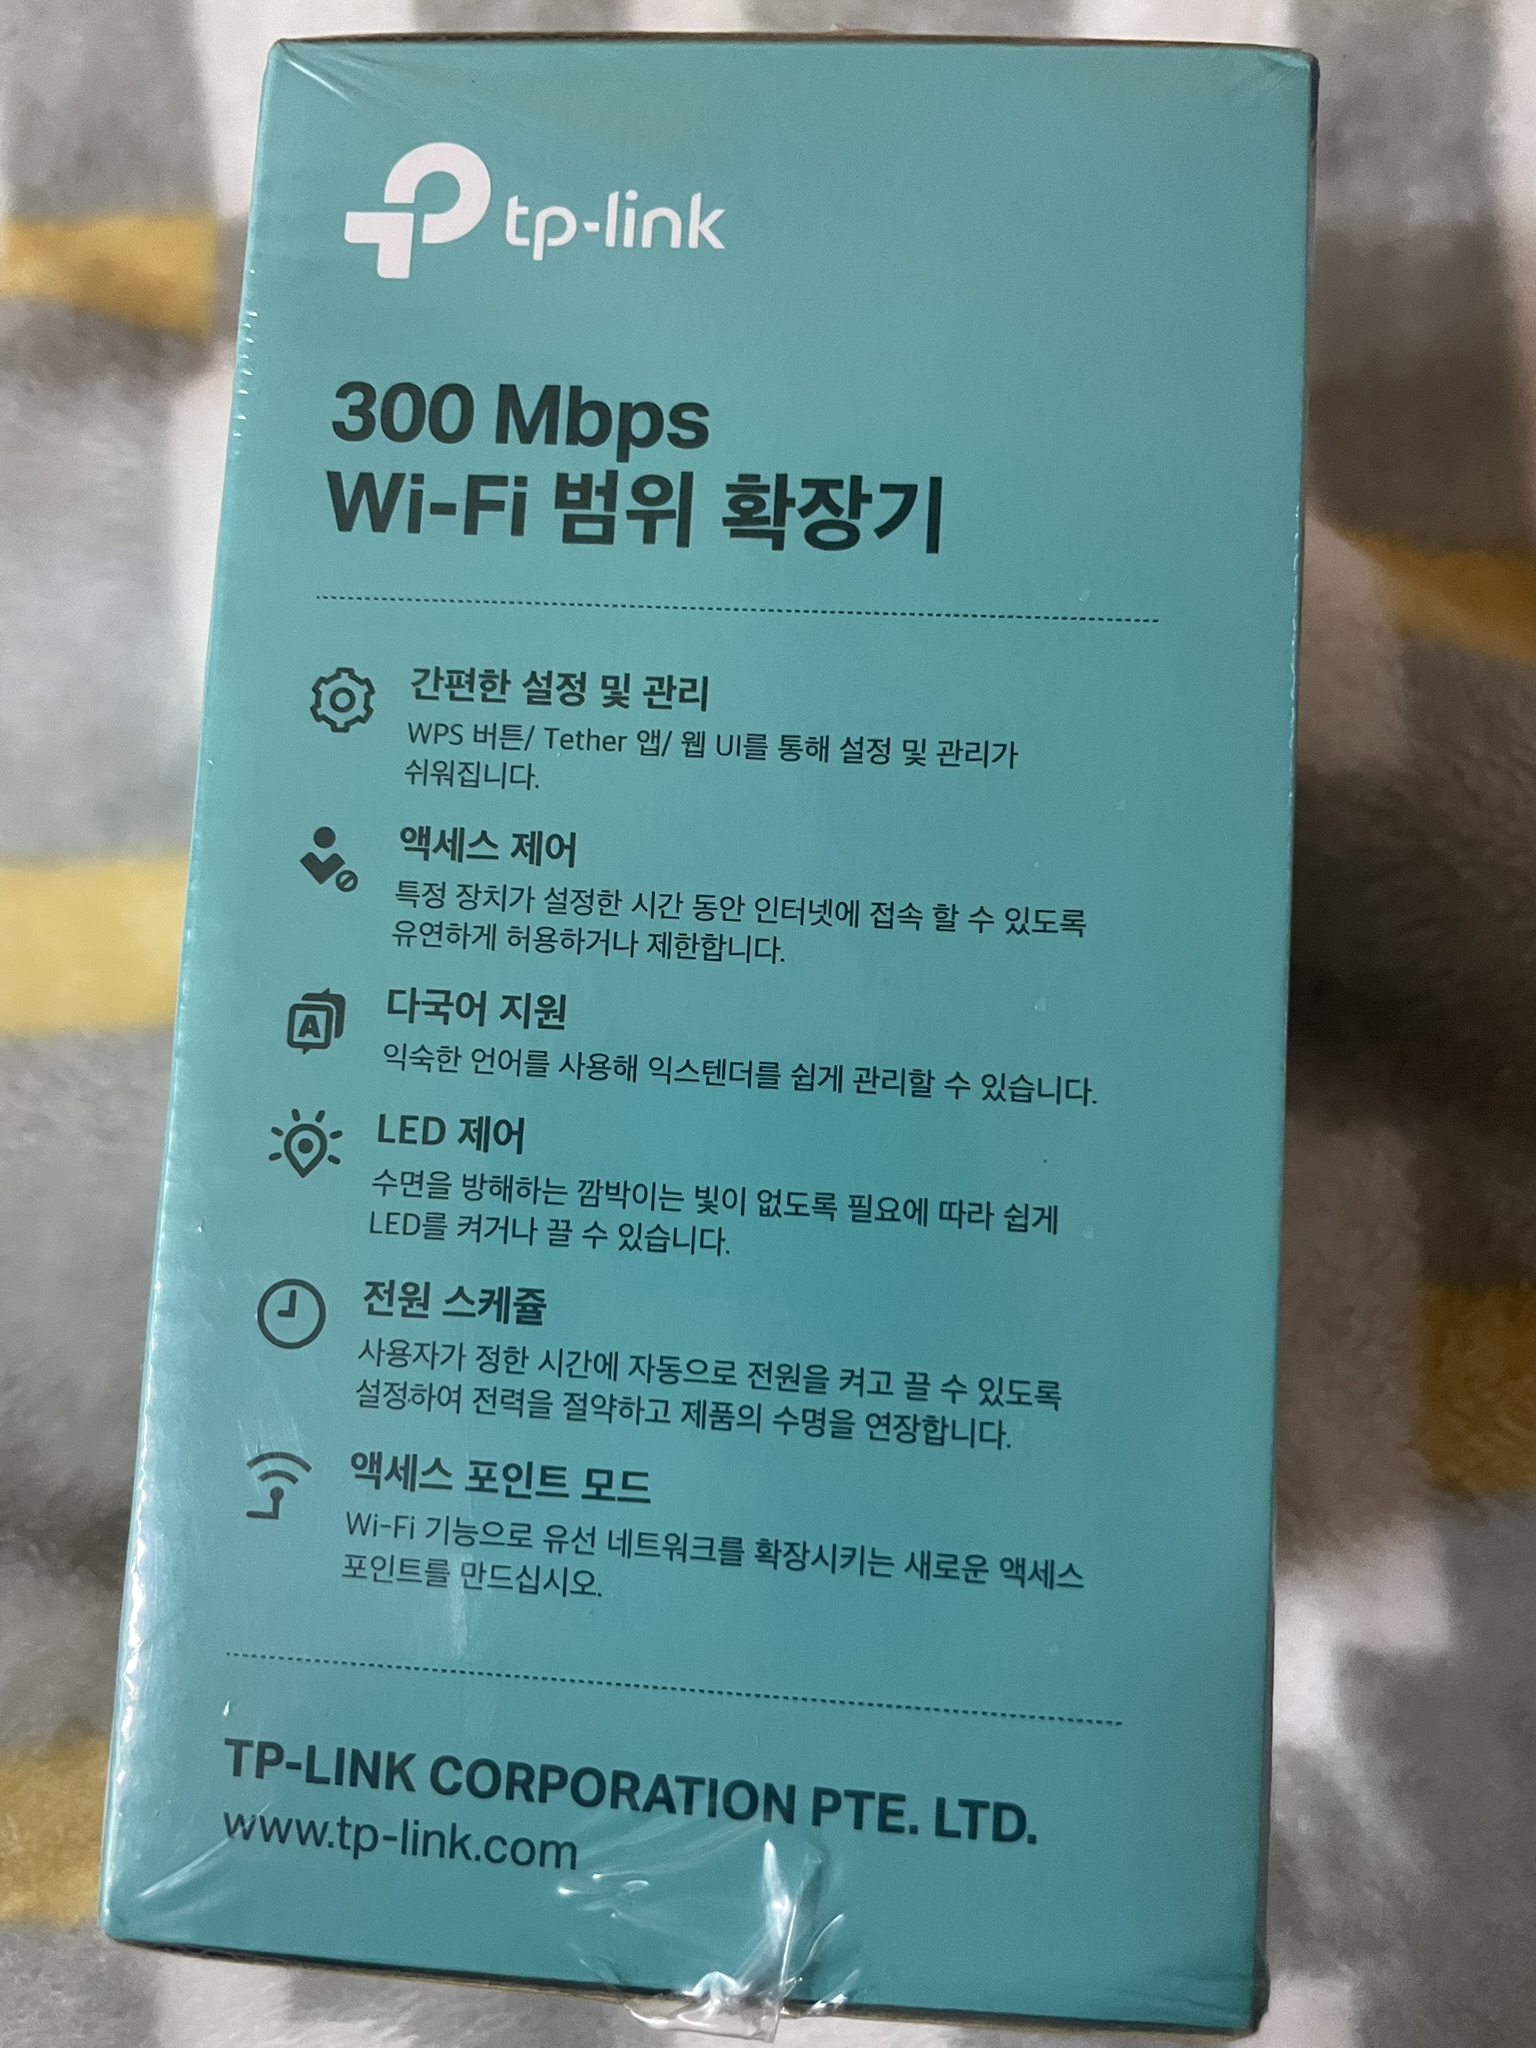 tp-link
300 Mbps
Wi-Fi 범위 확장기
간편한 설정 및 관리
WPS 버튼/ Tether 앱/ 웹 UI를 통해 설정 및 관리가
쉬워집니다.
액세스 제어
특정 장치가 설정한 시간 동안 인터넷에 접속 할 수 있도록
유연하게 허용하거나 제한합니다.
A
다국어 지원
익숙한 언어를 사용해 익스텐더를 쉽게 관리할 수 있습니다.
LED 제어
수면을 방해하는 깜박이는 빛이 없도록 필요에 따라 쉽게
LED를 켜거나 끌 수 있습니다.
전원 스케쥴
사용자가 정한 시간에 자동으로 전원을 켜고 끌 수 있도록
설정하여 전력을 절약하고 제품의 수명을 연장합니다.
액세스 포인트 모드
Wi-Fi 기능으로 유선 네트워크를 확장시키는 새로운 액세스
포인트를 만드십시오.
TP-LINK CORPORATION PTE. LTD.
www.tp-link.com